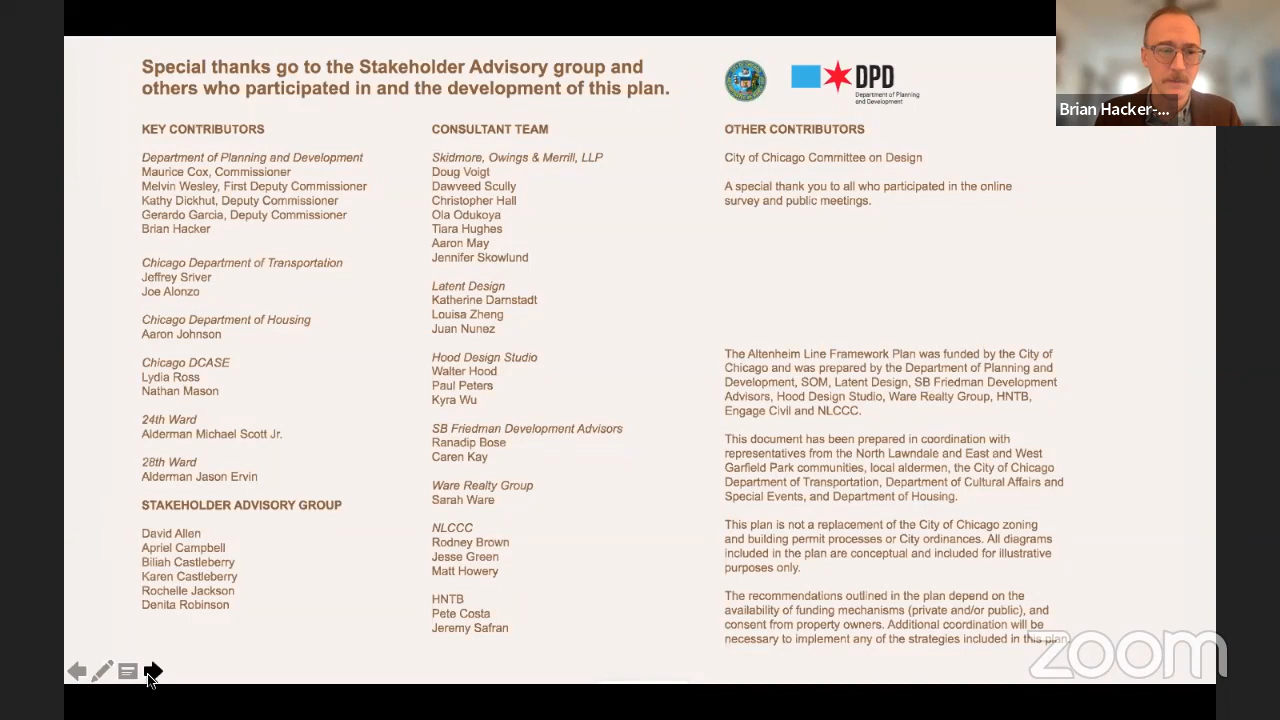 Special thanks go to the Stakeholder Advisory group and
others who participated in and the development of this plan.
DPD
Department of Planning
and Development
Brian Hacker-...
KEY CONTRIBUTORS
Department of Planning and Development
Maurice Cox, Commissioner
Melvin Wesley, First Deputy Commissioner
Kathy Dickhut, Deputy Commissioner
Gerardo Garcia, Deputy Commissioner
Brian Hacker
Chicago Department of Transportation
Jeffrey Sriver
Joe Alonzo
Chicago Department of Housing
Aaron Johnson
Chicago DCASE
Lydia Ross
Nathan Mason
24th Ward
Alderman Michael Scott Jr.
28th Ward
Alderman Jason Ervin
STAKEHOLDER ADVISORY GROUP
David Allen
Apriel Campbell
Biliah Castleberry
Karen Castleberry
Rochelle Jackson
Denita Robinson
CONSULTANT TEAM
Skidmore, Owings & Merrill, LLP
Doug Voigt
Dawveed Scully
Christopher Hall
Ola Odukoya
Tiara Hughes
Aaron May
Jennifer Skowlund
Latent Design
Katherine Darnstadt
Louisa Zheng
Juan Nunez
Hood Design Studio
Walter Hood
Paul Peters
Kyra Wu
SB Friedman Development Advisors
Ranadip Bose
Caren Kay
Ware Realty Group
Sarah Ware
NLCCC
Rodney Brown
Jesse Green
Matt Howery
HNTB
Pete Costa
Jeremy Safran
OTHER CONTRIBUTORS
City of Chicago Committee on Design
A special thank you to all who participated in the online
survey and public meetings.
The Altenheim Line Framework Plan was funded by the City of
Chicago and was prepared by the Department of Planning and
Development, SOM, Latent Design, SB Friedman Development
Advisors, Hood Design Studio, Ware Realty Group, HNTB,
Engage Civil and NLCCC.
This document has been prepared in coordination with
representatives from the North Lawndale and East and West
Garfield Park communities, local aldermen, the City of Chicago
Department of Transportation, Department of Cultural Affairs and
Special Events, and Department of Housing.
This plan is not a replacement of the City of Chicago zoning
and building permit processes or City ordinances. All diagrams
included in the plan are conceptual and included for illustrative
purposes only.
The recommendations outlined in the plan depend on the
availability of funding mechanisms (private and/or public), and
consent from property owners. Additional coordination will be
necessary to implement any of the strategies included in this plan.
zoom